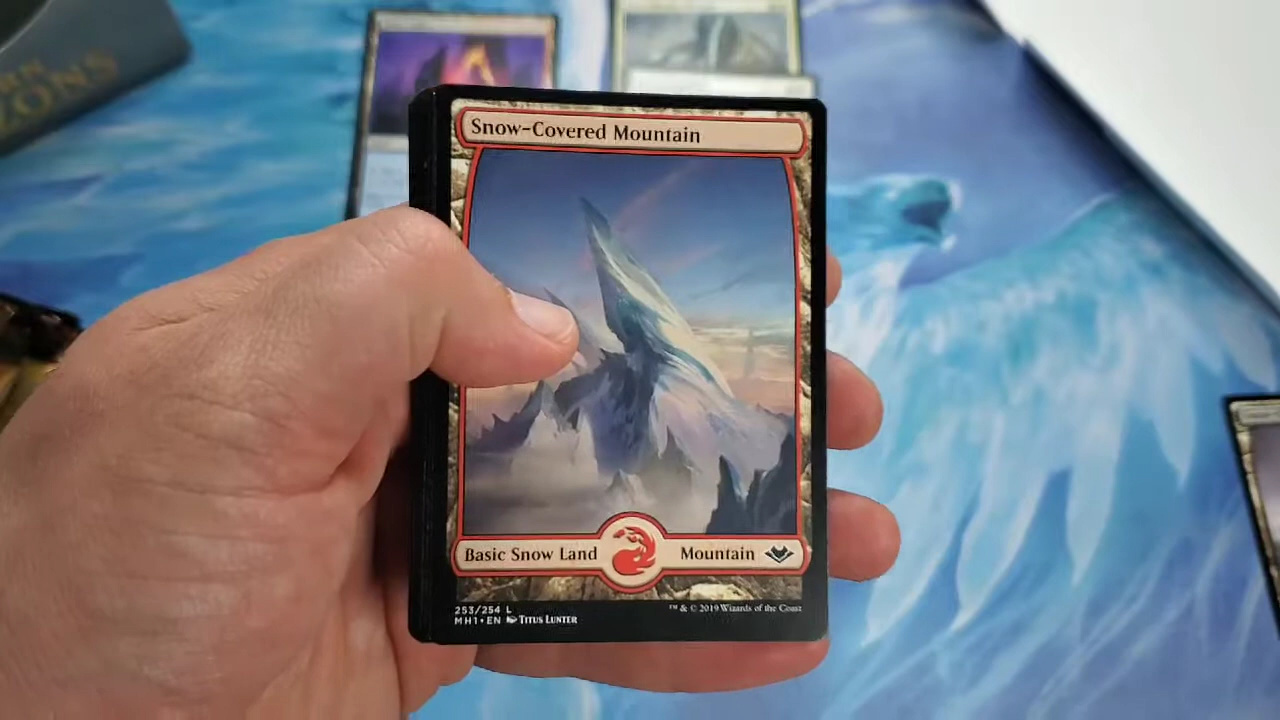 ZONS
Snow-Covered Mountain
Basic Snow Land Mountain
253/254 L ™ & © 2019 Wizards of the Coast
MH1•EN Titus Lunter